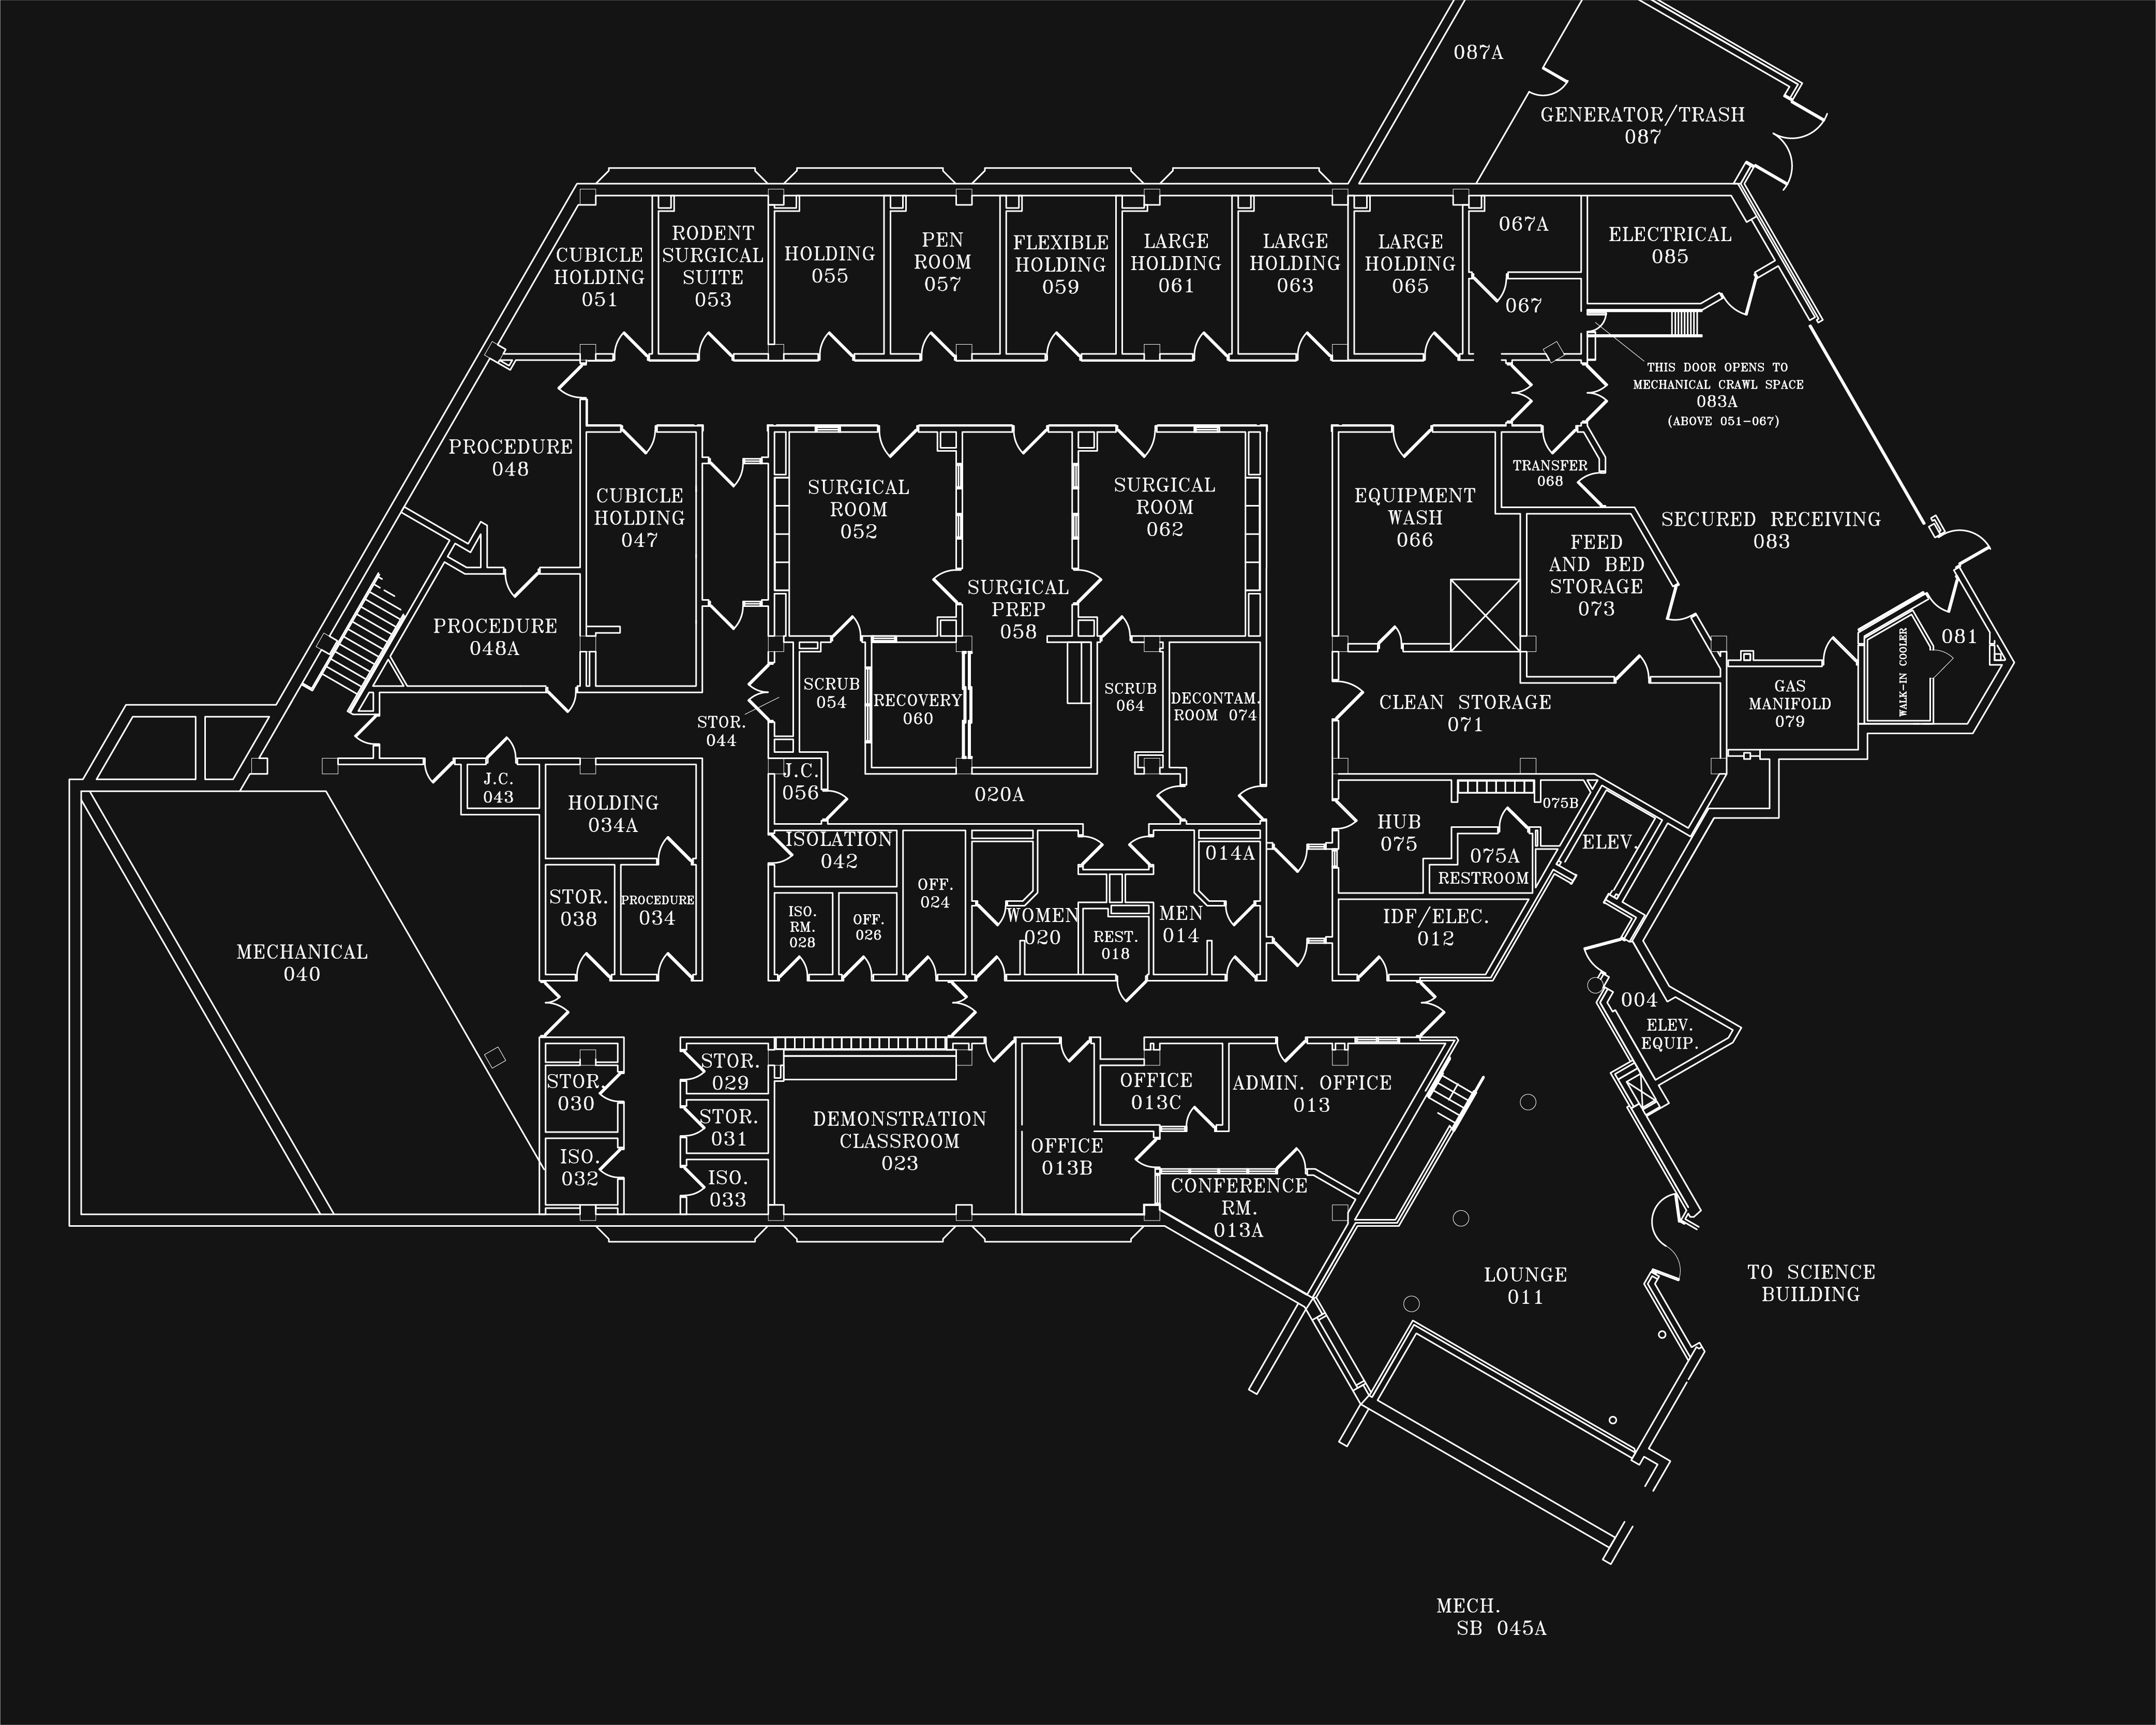 087A
GENERATOR/TRASH
087
CUBICLE
HOLDING
051
RODENT
SURGICAL
SUITE
053
HOLDING
055
PEN
ROOM
057
FLEXIBLE
HOLDING
059
LARGE
HOLDING
061
LARGE
HOLDING
063
LARGE
HOLDING
065
067A
067
ELECTRICAL
085
THIS DOOR OPENS TO
MECHANICAL CRAWL SPACE
083A
(ABOVE 051-067)
PROCEDURE
048
CUBICLE
HOLDING
047
SURGICAL
ROOM
052
SURGICAL
PREP
058
SURGICAL
ROOM
062
EQUIPMENT
WASH
066
TRANSFER
068
FEED
AND BED
STORAGE
073
SECURED RECEIVING
083
PROCEDURE
048A
STOR.
044
SCRUB
054
RECOVERY
060
SCRUB
064
DECONTAM.
ROOM 074
CLEAN STORAGE
071
GAS
MANIFOLD
079
WALK-IN COOLER
081
J.C.
043
HOLDING
034A
J.C.
056
020A
HUB
075
075B
075A
RESTROOM
ELEV.
ISOLATION
042
014A
STOR.
038
PROCEDURE
034
ISO.
RM.
028
OFF.
026
OFF.
024
WOMEN
020
REST.
018
MEN
014
IDF/ELEC.
012
MECHANICAL
040
004
ELEV.
EQUIP.
STOR.
030
ISO.
032
STOR.
029
STOR.
031
ISO.
033
DEMONSTRATION
CLASSROOM
023
OFFICE
013B
OFFICE
013C
ADMIN. OFFICE
013
CONFERENCE
RM.
013A
LOUNGE
011
TO SCIENCE
BUILDING
MECH.
SB 045A